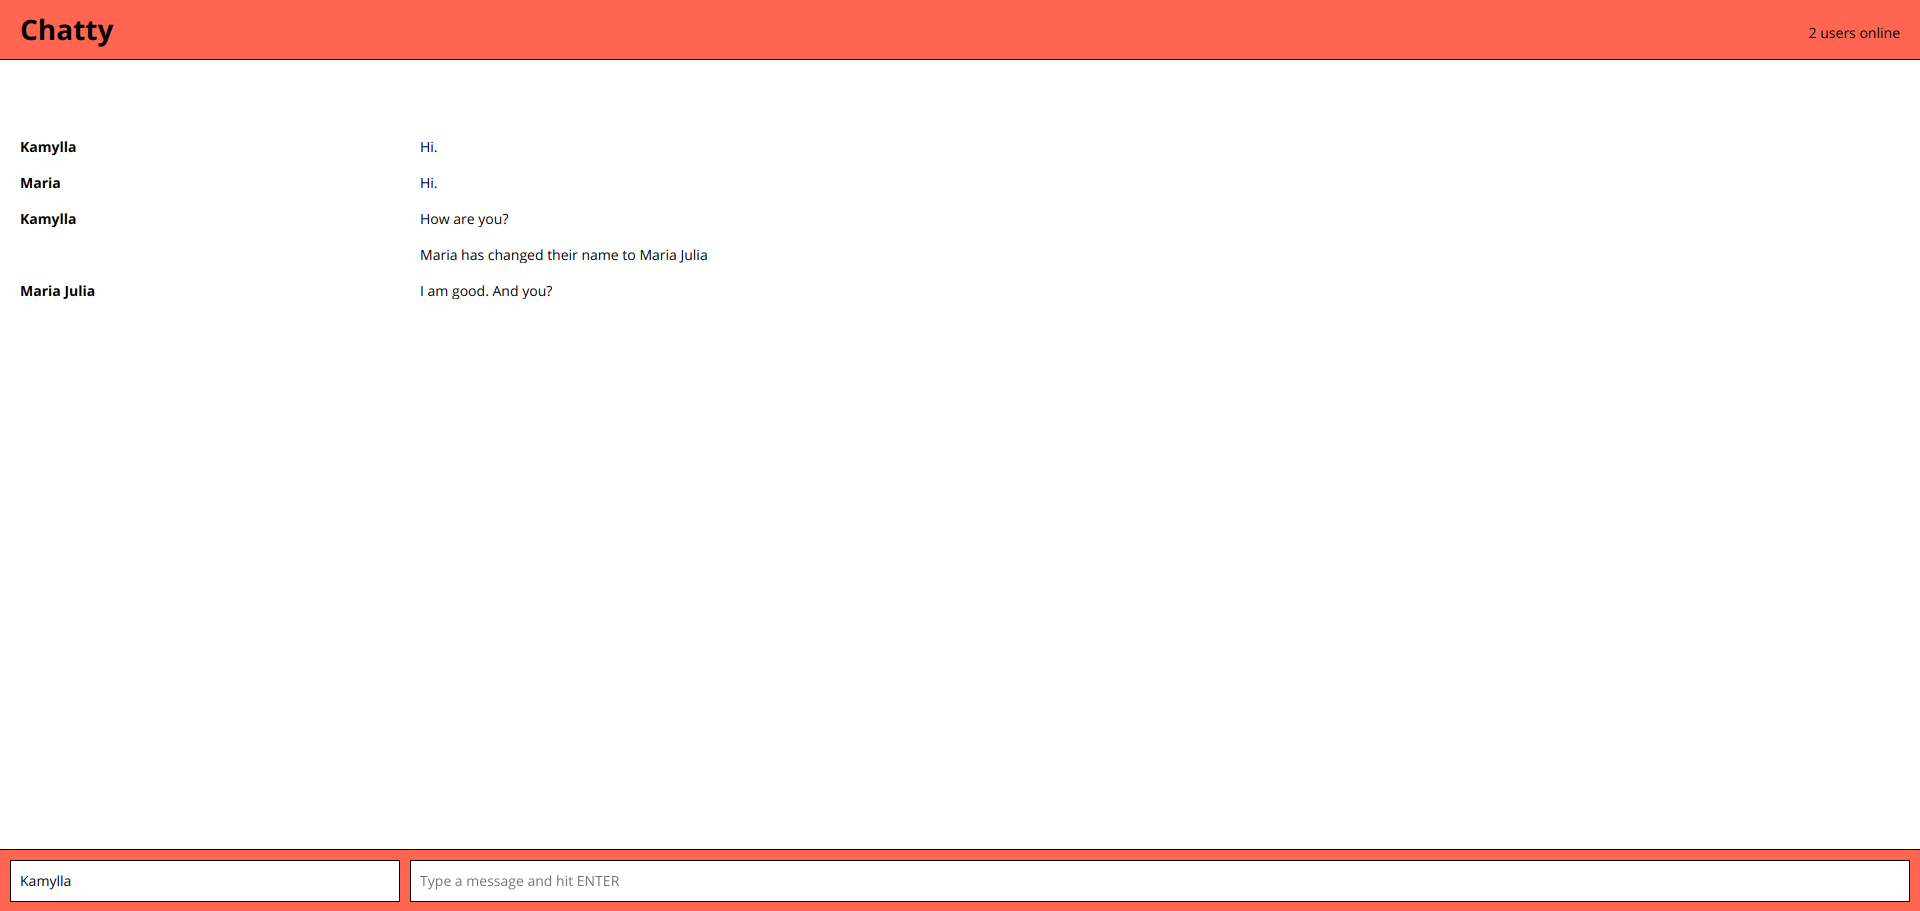 Chatty
2 users online
Kamylla Hi.
Maria Hi.
Kamylla How are you?
Maria has changed their name to Maria Julia
Maria Julia I am good. And you?
Kamylla Type a message and hit ENTER